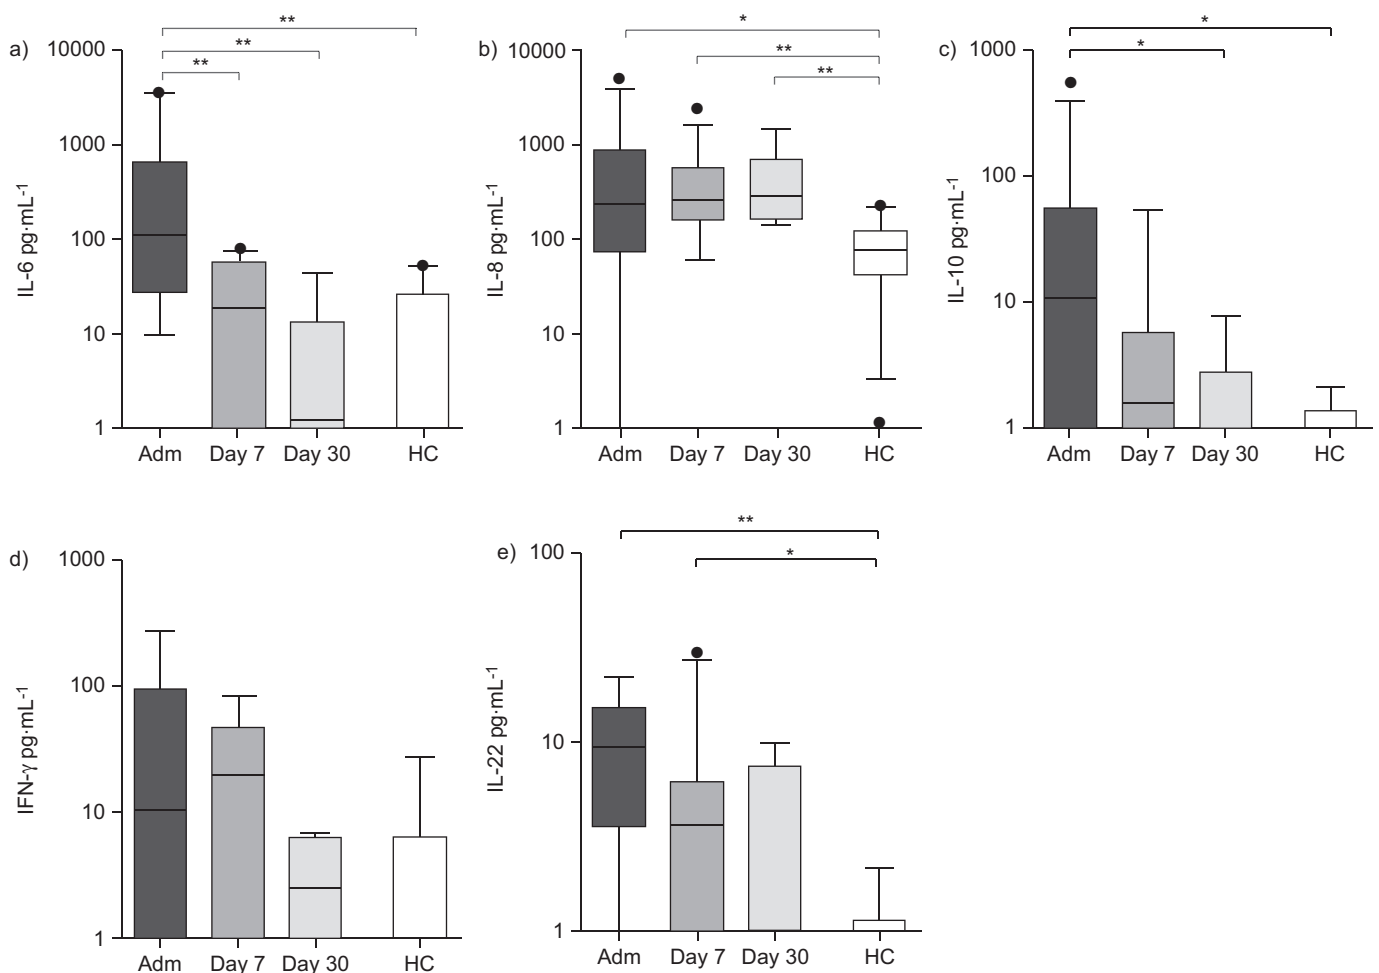 a)
**
**
**
10000
1000
100
10
1
IL-6 pg·mL-1
Adm Day 7 Day 30 HC
b)
*
**
**
10000
1000
100
10
1
IL-8 pg·mL-1
Adm Day 7 Day 30 HC
c)
*
*
1000
100
10
1
IL-10 pg·mL-1
Adm Day 7 Day 30 HC
d)
1000
100
10
1
IFN-γ pg·mL-1
Adm Day 7 Day 30 HC
e)
**
*
100
10
1
IL-22 pg·mL-1
Adm Day 7 Day 30 HC